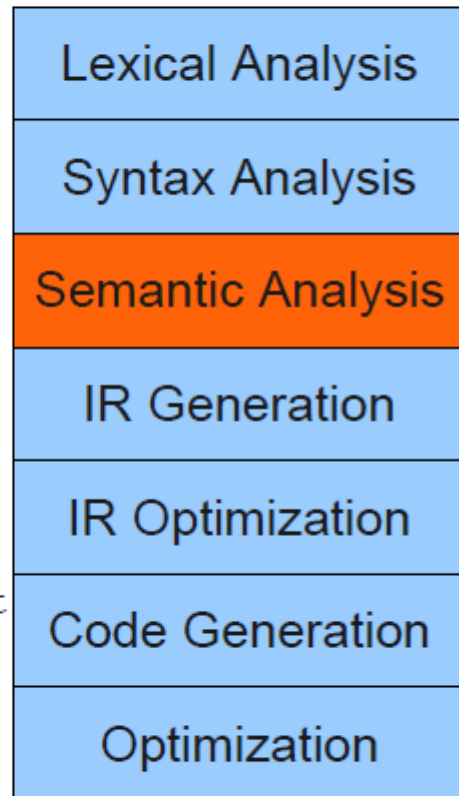 Lexical Analysis
Syntax Analysis
Semantic Analysis
IR Generation
IR Optimization
Code Generation
Optimization